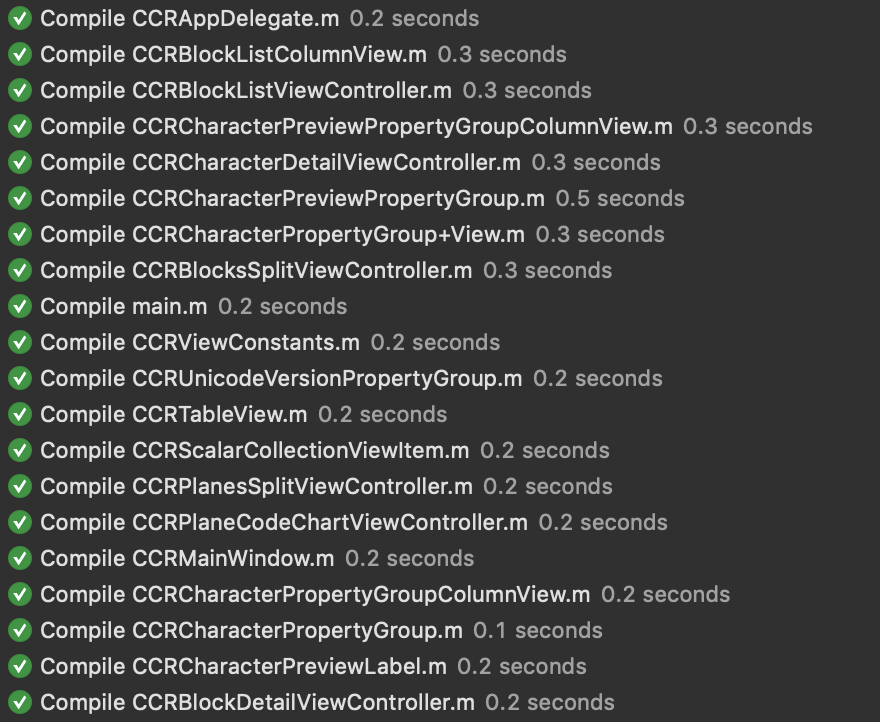 Compile CCRAppDelegate.m 0.2 seconds
Compile CCRBlockListColumnView.m 0.3 seconds
Compile CCRBlockListViewController.m 0.3 seconds
Compile CCRCharacterPreviewPropertyGroupColumnView.m 0.3 seconds
Compile CCRCharacterDetailViewController.m 0.3 seconds
Compile CCRCharacterPreviewPropertyGroup.m 0.5 seconds
Compile CCRCharacterPropertyGroup+View.m 0.3 seconds
Compile CCRBlocksSplitViewController.m 0.3 seconds
Compile main.m 0.2 seconds
Compile CCRViewConstants.m 0.2 seconds
Compile CCRUnicodeVersionPropertyGroup.m 0.2 seconds
Compile CCRTableView.m 0.2 seconds
Compile CCRScalarCollectionViewItem.m 0.2 seconds
Compile CCRPlanesSplitViewController.m 0.2 seconds
Compile CCRPlaneCodeChartViewController.m 0.2 seconds
Compile CCRMainWindow.m 0.2 seconds
Compile CCRCharacterPropertyGroupColumnView.m 0.2 seconds
Compile CCRCharacterPropertyGroup.m 0.1 seconds
Compile CCRCharacterPreviewLabel.m 0.2 seconds
Compile CCRBlockDetailViewController.m 0.2 seconds